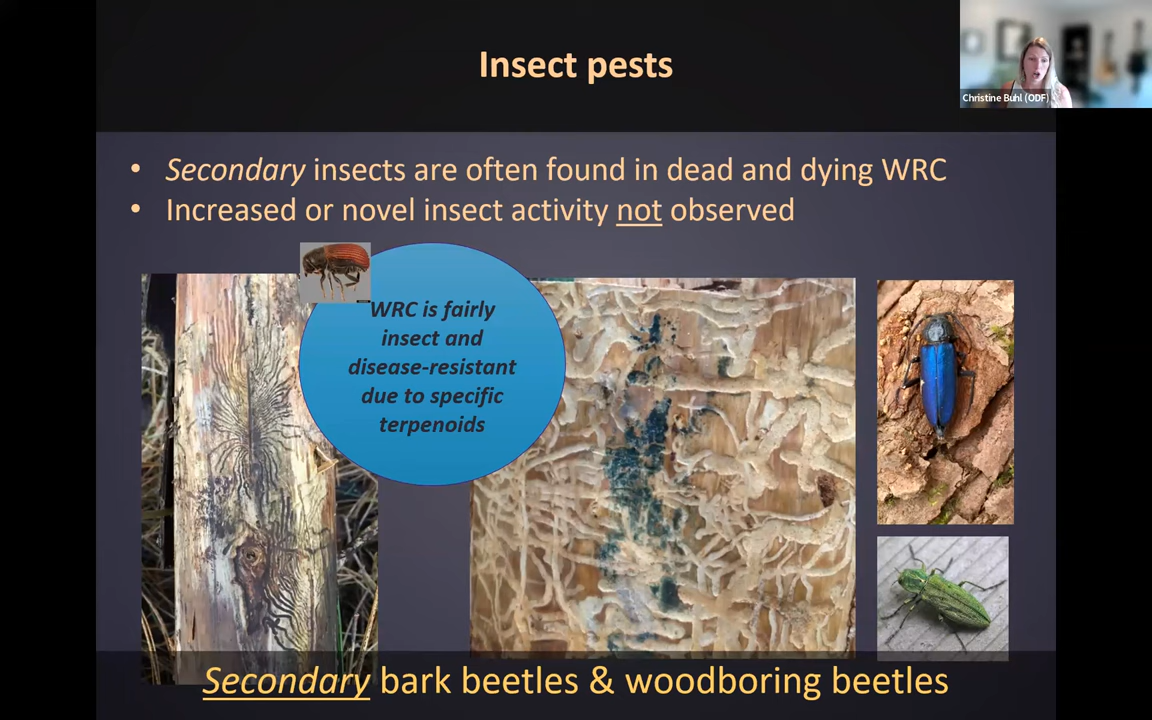 Insect pests
Christine Buhl (ODF)
• Secondary insects are often found in dead and dying WRC
• Increased or novel insect activity not observed
WRC is fairly
insect and
disease-resistant
due to specific
terpenoids
Secondary bark beetles & woodboring beetles